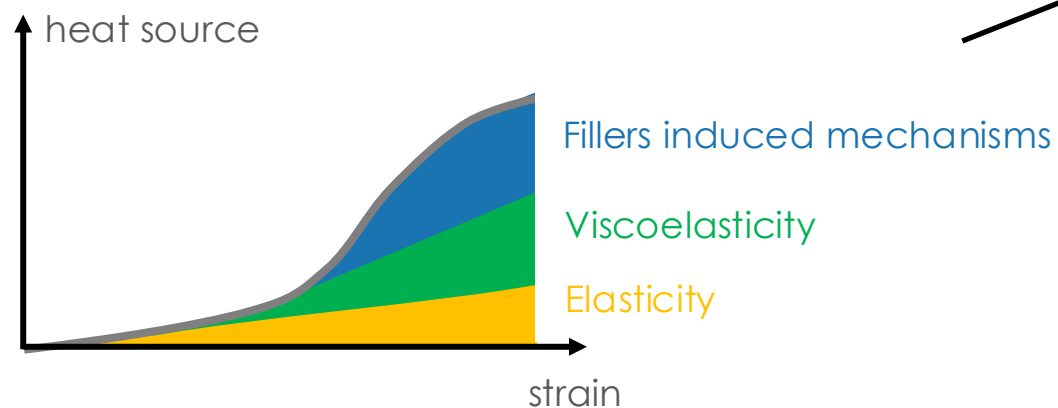 heat source
Fillers induced mechanisms
Viscoelasticity
Elasticity
strain